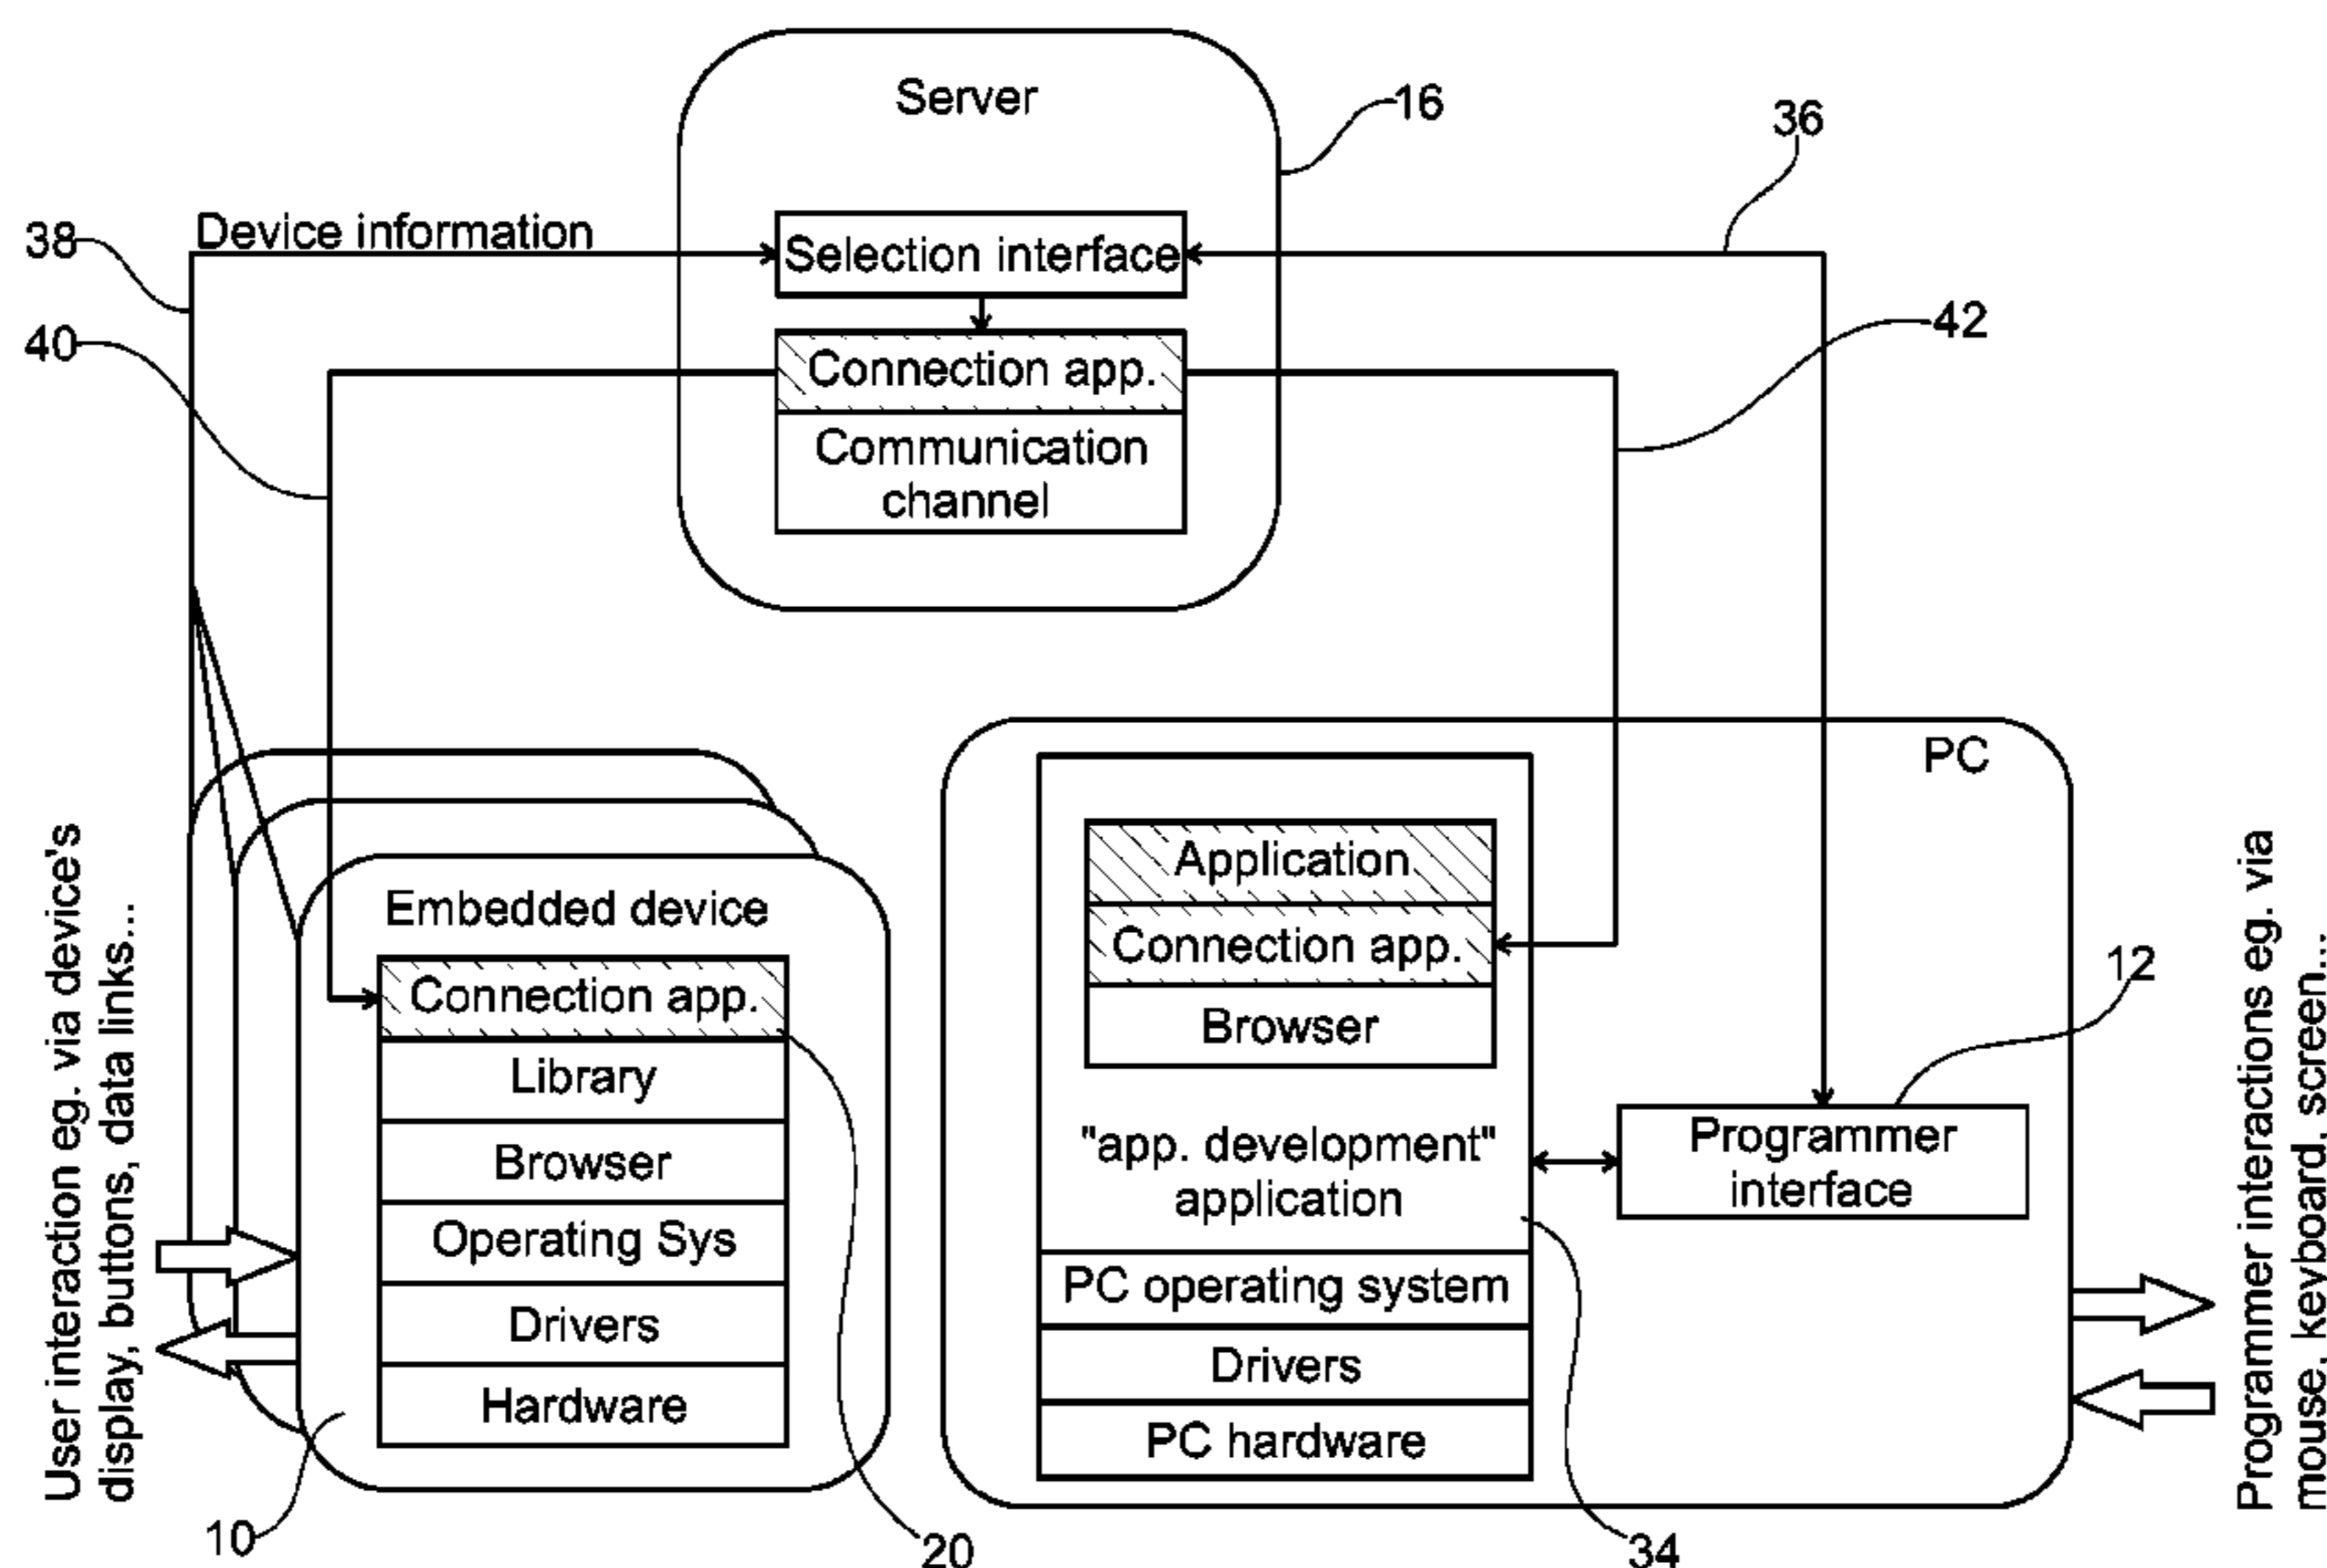 Server
16
36
38
Device information
Selection interface
40
42
Connection app.
Communication
channel
PC
User interaction eg. via device's
display, buttons, data links...
Embedded device
Connection app.
Library
Browser
Operating Sys
Drivers
Hardware
10
20
Application
Connection app.
Browser
"app. development"
application
PC operating system
Drivers
PC hardware
34
12
Programmer
interface
Programmer interactions eg. via
mouse, keyboard, screen...